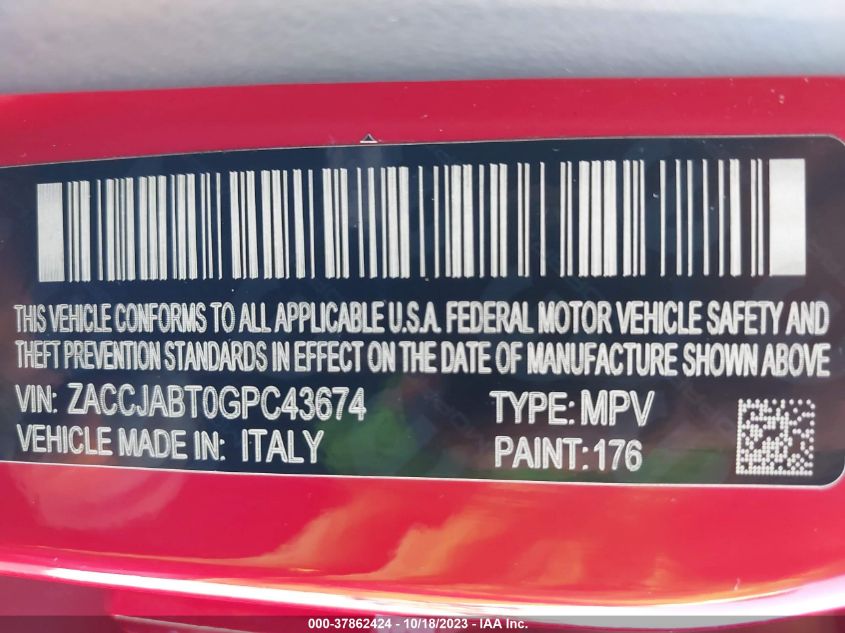 THIS VEHICLE CONFORMS TO ALL APPLICABLE U.S.A. FEDERAL MOTOR VEHICLE SAFETY AND
THEFT PREVENTION STANDARDS IN EFFECT ON THE DATE OF MANUFACTURE SHOWN ABOVE
VIN: ZACCJABT0GPC43674 TYPE: MPV
VEHICLE MADE IN: ITALY PAINT: 176
000-37862424 - 10/18/2023 - IAA Inc.